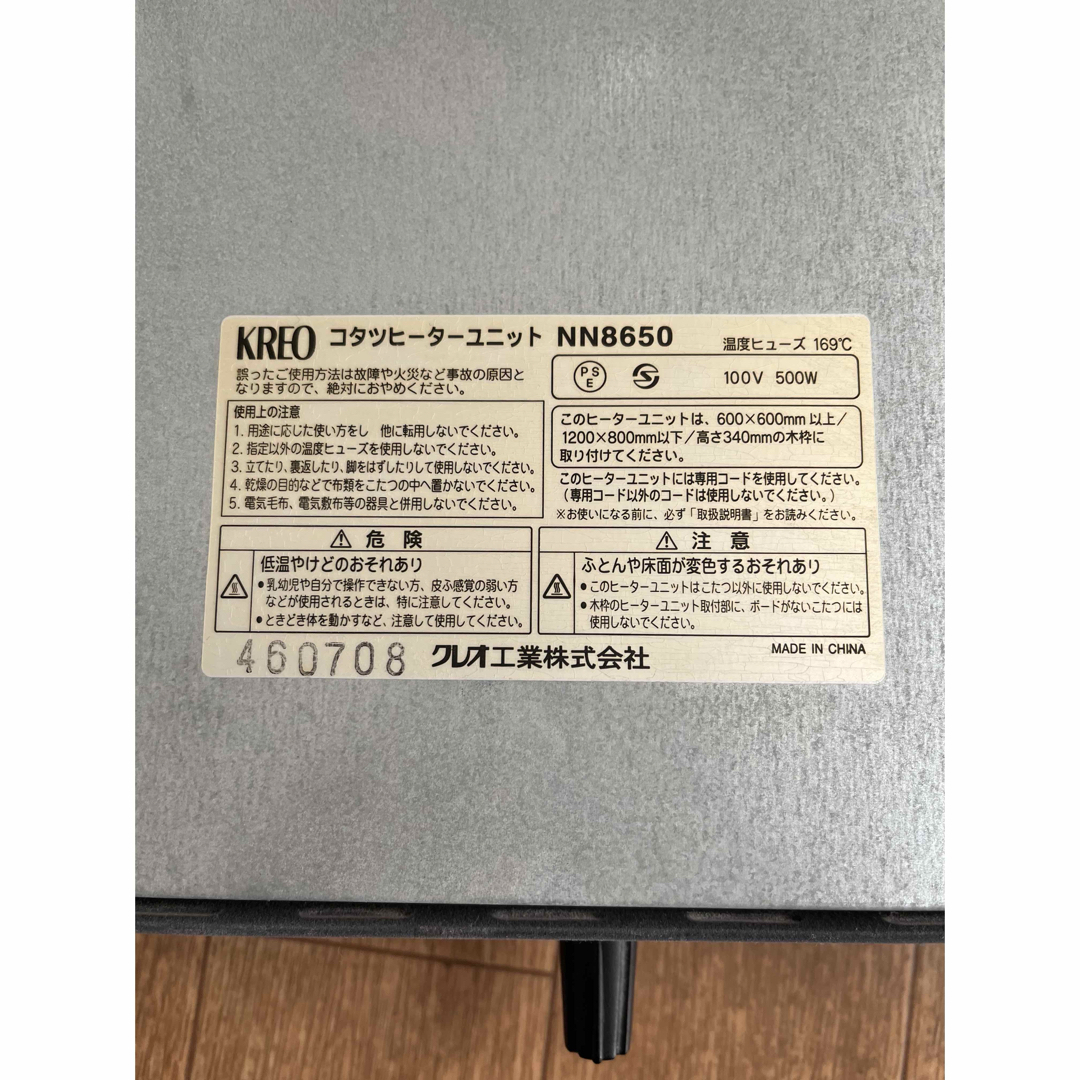 KREO コタツヒーターユニット NN8650 温度ヒューズ 169℃
誤ったご使用方法は故障や火災など事故の原因と
なりますので、絶対におやめください。
PS
E
100V 500W
使用上の注意
1. 用途に応じた使い方をし 他に転用しないでください。
2. 指定以外の温度ヒューズを使用しないでください。
3. 立てたり、裏返したり、脚をはずしたりして使用しないでください。
4. 乾燥の目的などで布類をこたつの中へ置かないでください。
5. 電気毛布、電気敷布等の器具と併用しないでください。
このヒーターユニットは、600×600mm以上/
1200×800mm以下/高さ340mmの木枠に
取り付けてください。
このヒーターユニットには専用コードを使用してください。
(専用コード以外のコードは使用しないでください。)
※お使いになる前に、必ず「取扱説明書」をお読みください。
⚠ 危 険
低温やけどのおそれあり
●乳幼児や自分で操作できない方、皮ふ感覚の弱い方
などが使用されるときは、特に注意してください。
●ときどき体を動かすなど、注意して使用してください。
⚠ 注 意
ふとんや床面が変色するおそれあり
●このヒーターユニットはこたつ以外に使用しないでください。
●木枠のヒーターユニット取付部に、ボードがないこたつには
使用しないでください。
460708 クレオ工業株式会社 MADE IN CHINA